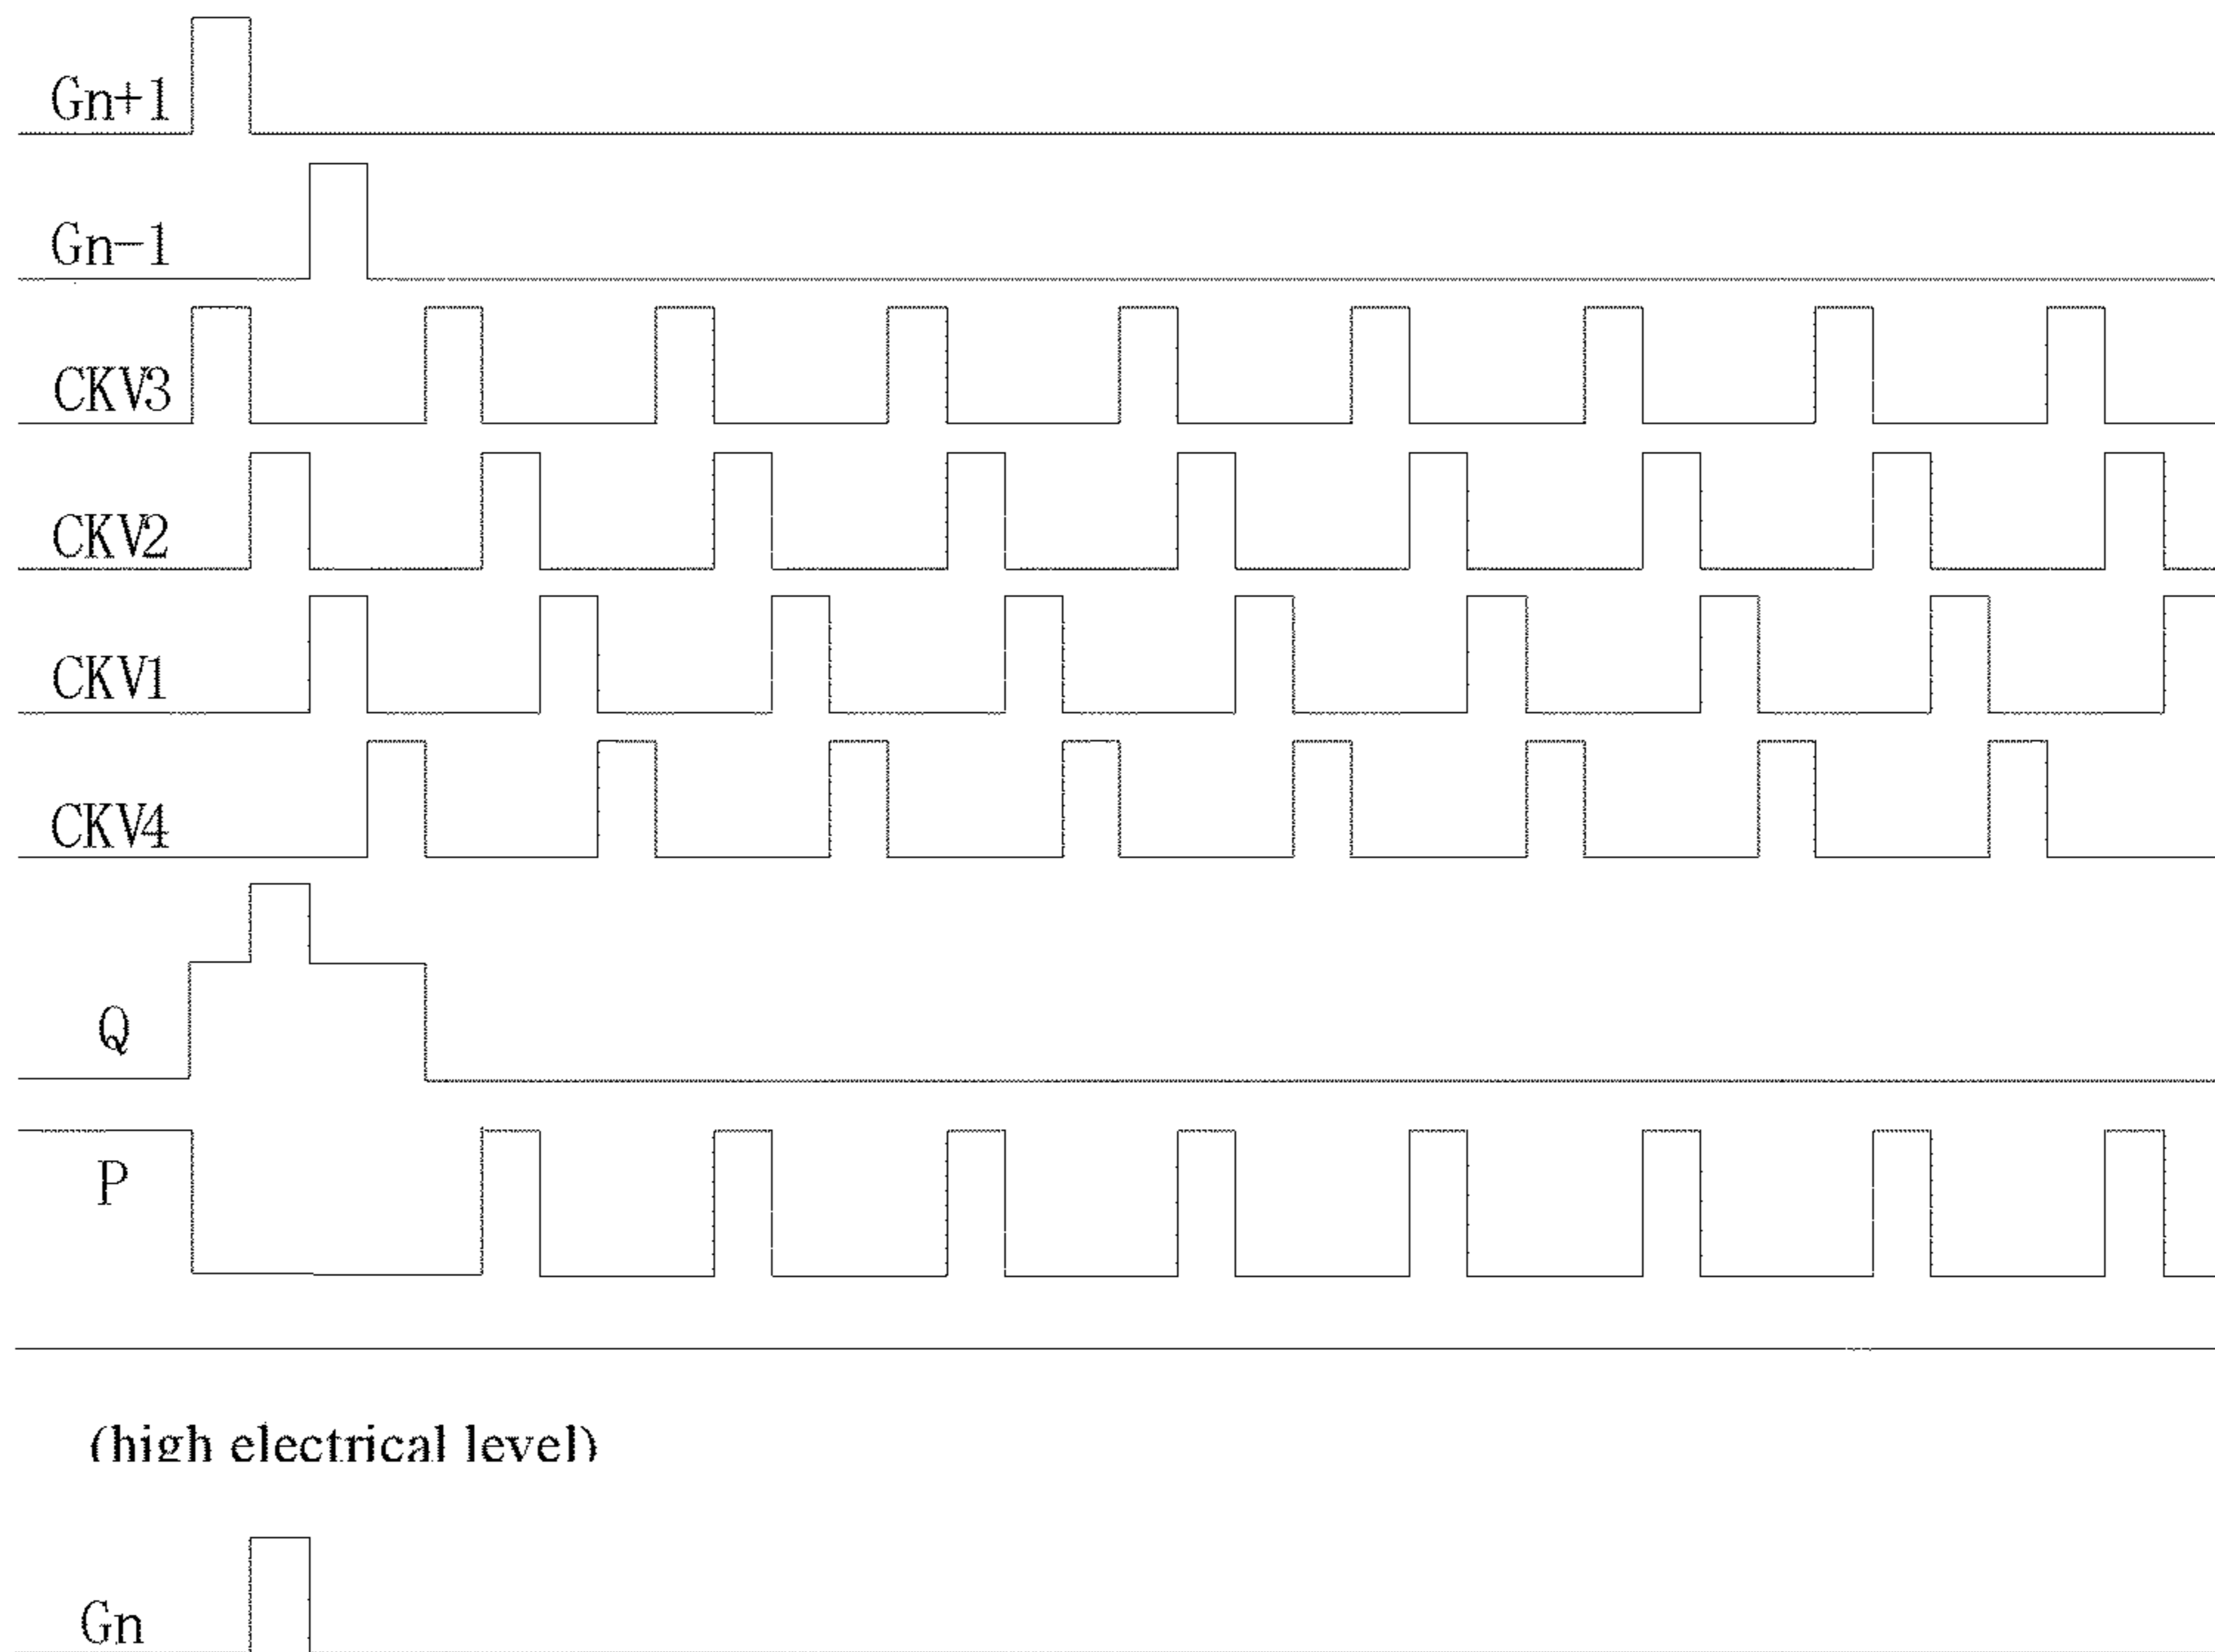 Gn+1
Gn-1
CKV3
CKV2
CKV1
CKV4
Q
P
(high electrical level)
Gn